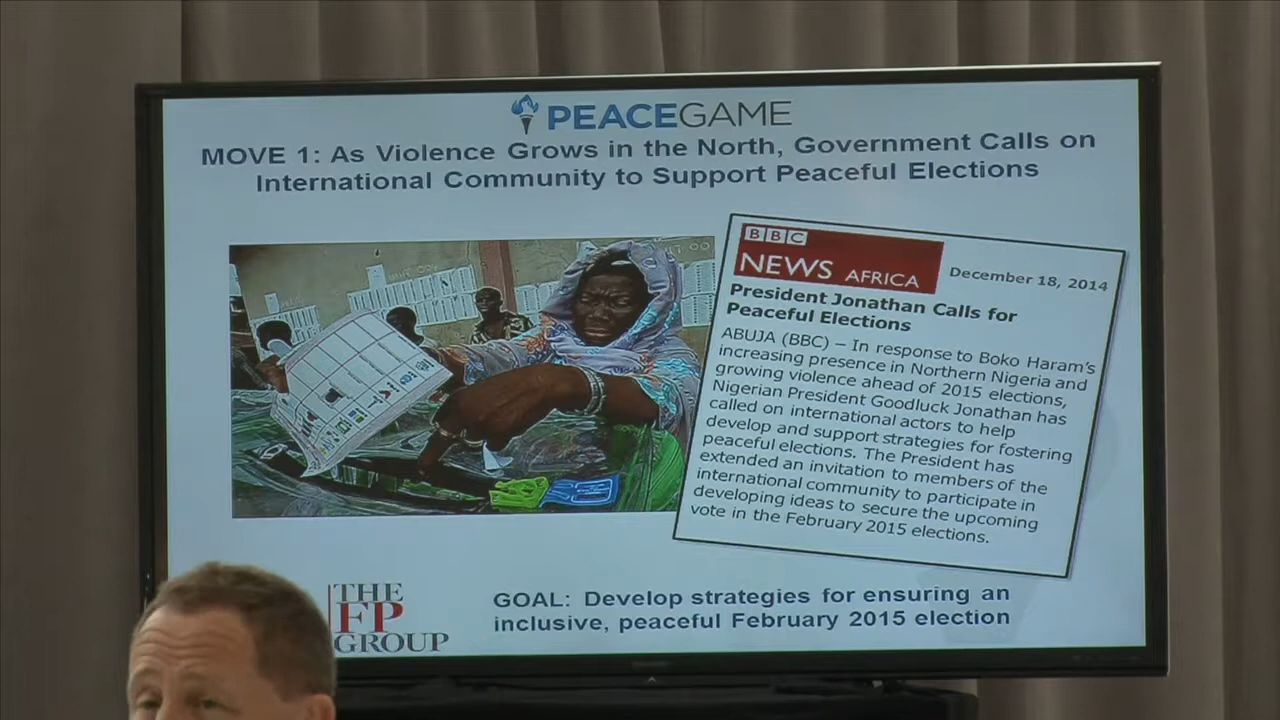 PEACEGAME
MOVE 1: As Violence Grows in the North, Government Calls on
International Community to Support Peaceful Elections
BBC
NEWS AFRICA
December 18, 2014
President Jonathan Calls for
Peaceful Elections
ABUJA (BBC) – In response to Boko Haram's
increasing presence in Northern Nigeria and
growing violence ahead of 2015 elections,
Nigerian President Goodluck Jonathan has
called on international actors to help
develop and support strategies for fostering
peaceful elections. The President has
extended an invitation to members of the
international community to participate in
developing ideas to secure the upcoming
vote in the February 2015 elections.
THE
FP
GROUP
GOAL: Develop strategies for ensuring an
inclusive, peaceful February 2015 election